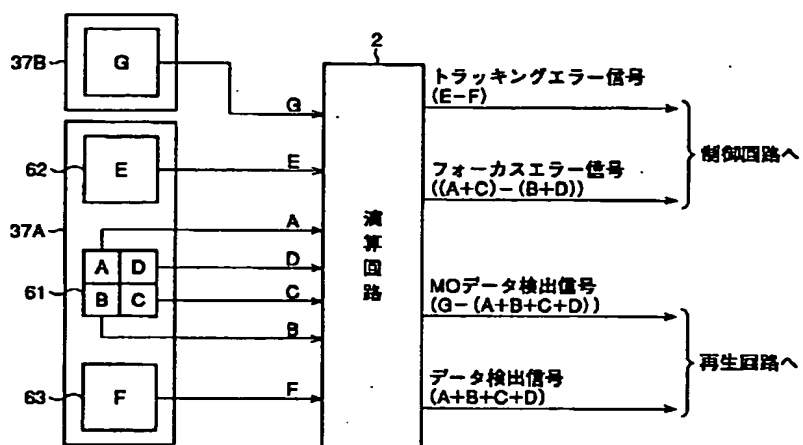 2
37B
G
G
トラッキングエラー信号
(E−F)
62
E
E
制御回路へ
フォーカスエラー信号
((A+C)−(B+D))
37A
A
演算回路
A D
D
61
B C
C
MOデータ検出信号
(G−(A+B+C+D))
B
再生回路へ
63
F
F
データ検出信号
(A+B+C+D)